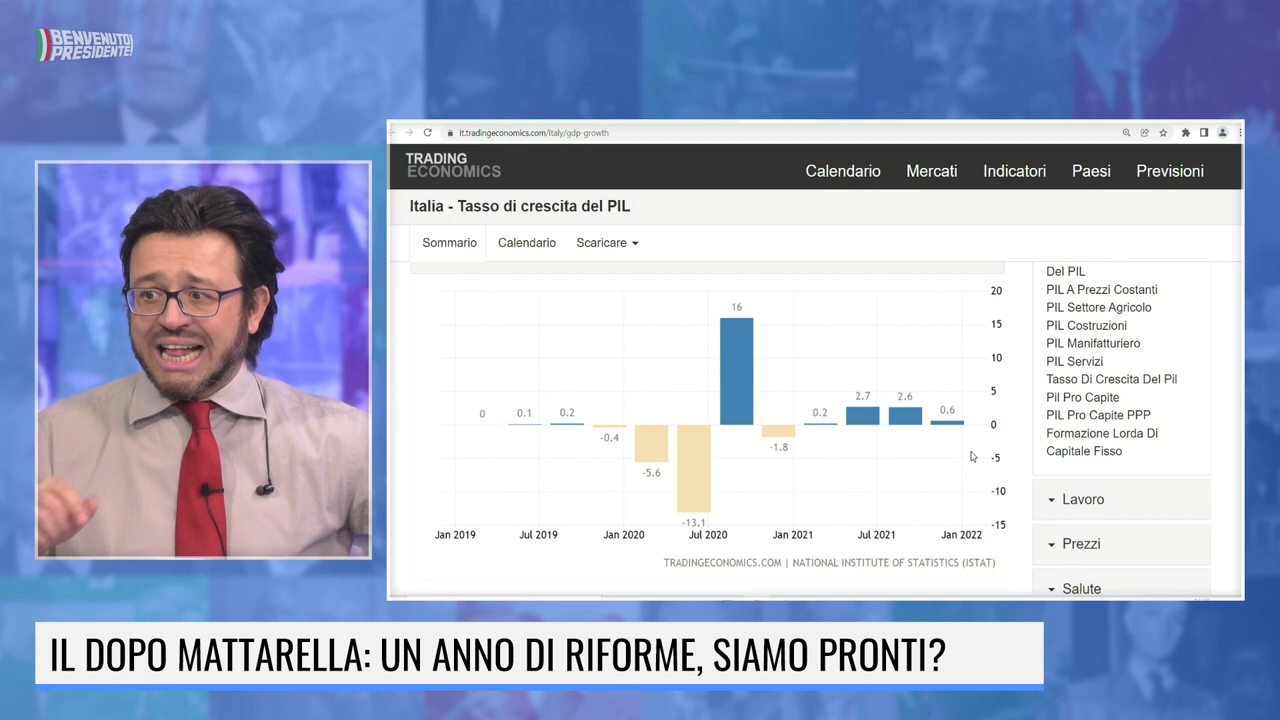 BENVENUTO
PRESIDENTE!
it.tradingeconomics.com/italy/gdp-growth
TRADING
ECONOMICS
Calendario Mercati Indicatori Paesi Previsioni
Italia - Tasso di crescita del PIL
Sommario Calendario Scaricare
Del PIL
PIL A Prezzi Costanti
PIL Settore Agricolo
PIL Costruzioni
PIL Manifatturiero
PIL Servizi
Tasso Di Crescita Del Pil
Pil Pro Capite
PIL Pro Capite PPP
Formazione Lorda Di
Capitale Fisso
Lavoro
Prezzi
Salute
20
15
10
5
0
-5
-10
-15
0 0.1 0.2 -0.4 -5.6 -13.1 16 -1.8 0.2 2.7 2.6 0.6
Jan 2019 Jul 2019 Jan 2020 Jul 2020 Jan 2021 Jul 2021 Jan 2022
TRADINGECONOMICS.COM | NATIONAL INSTITUTE OF STATISTICS (ISTAT)
IL DOPO MATTARELLA: UN ANNO DI RIFORME, SIAMO PRONTI?